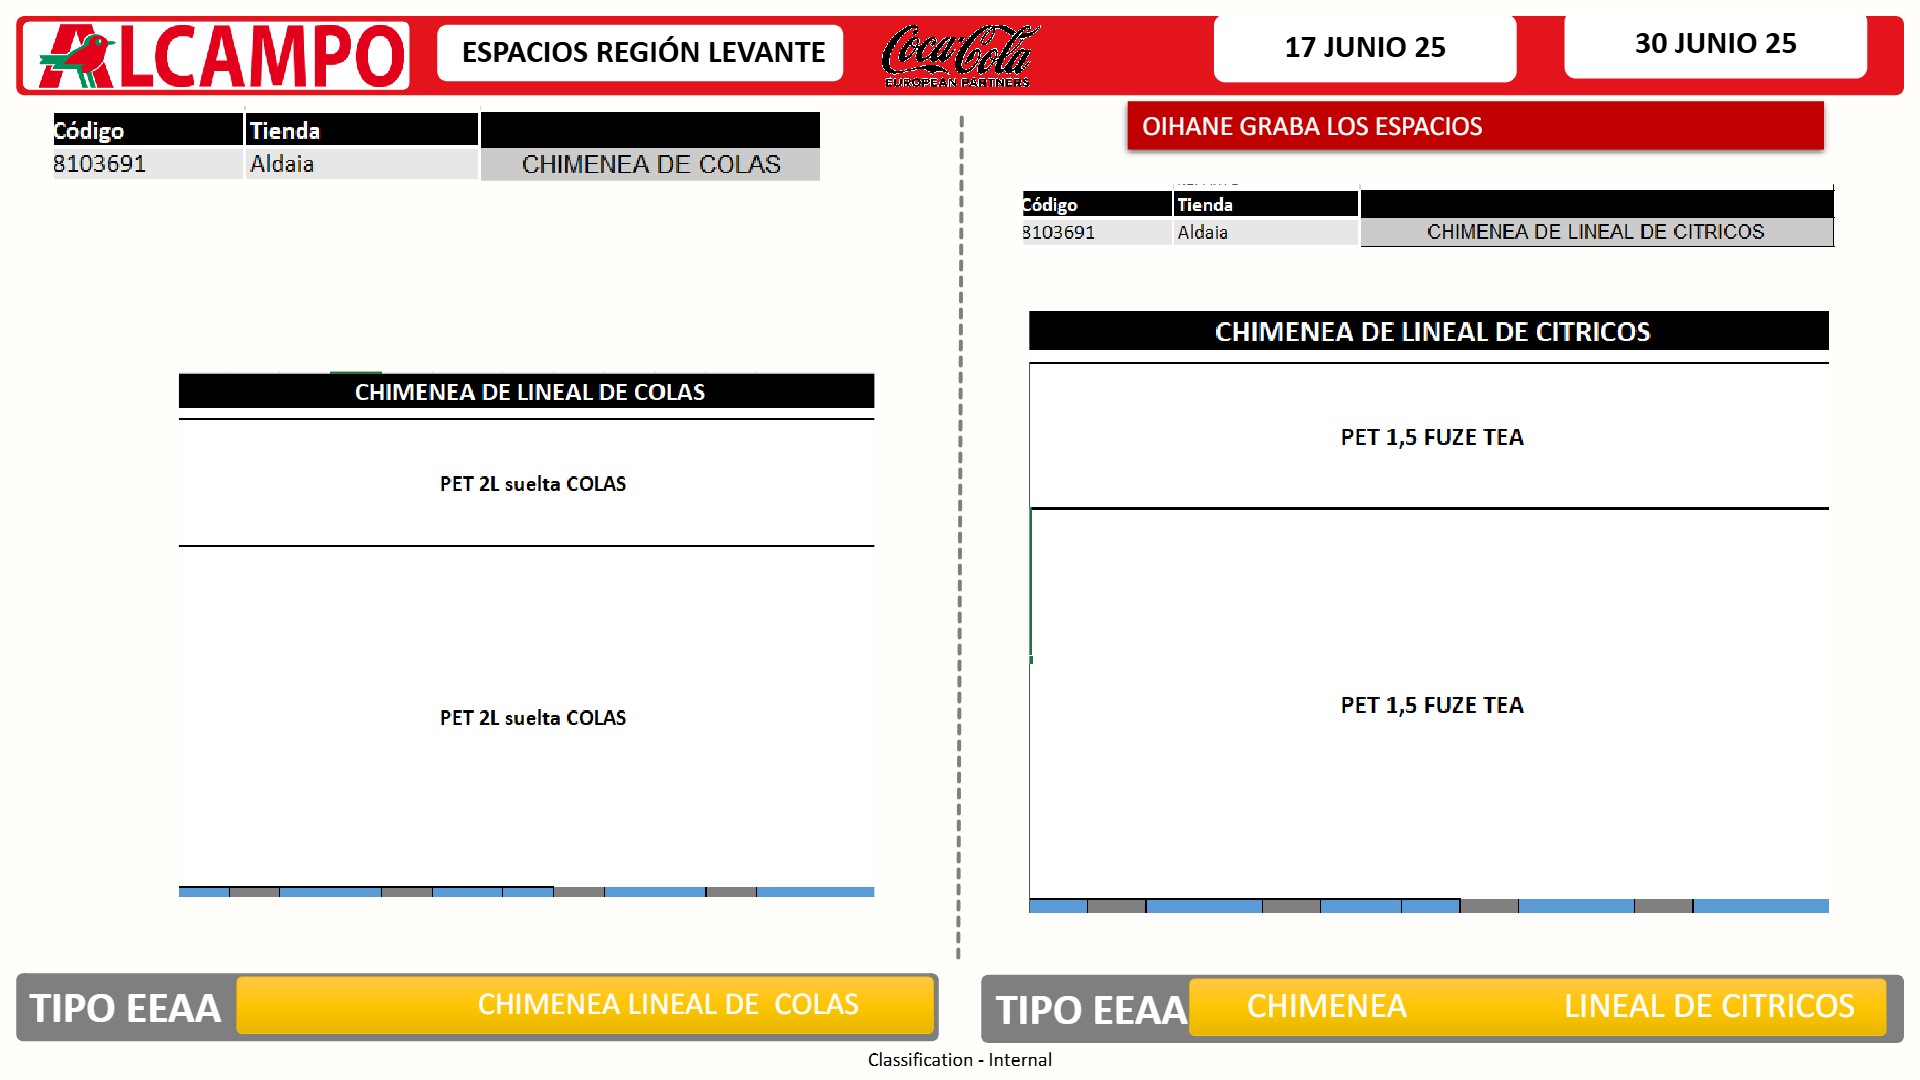 ALCAMPO
ESPACIOS REGIÓN LEVANTE
Coca-Cola
EUROPEAN PARTNERS
17 JUNIO 25
30 JUNIO 25
Código Tienda
8103691 Aldaia CHIMENEA DE COLAS
CHIMENEA DE LINEAL DE COLAS
PET 2L suelta COLAS
PET 2L suelta COLAS
TIPO EEAA CHIMENEA LINEAL DE COLAS
OIHANE GRABA LOS ESPACIOS
Código Tienda
8103691 Aldaia CHIMENEA DE LINEAL DE CITRICOS
CHIMENEA DE LINEAL DE CITRICOS
PET 1,5 FUZE TEA
PET 1,5 FUZE TEA
TIPO EEAA CHIMENEA LINEAL DE CITRICOS
Classification - Internal